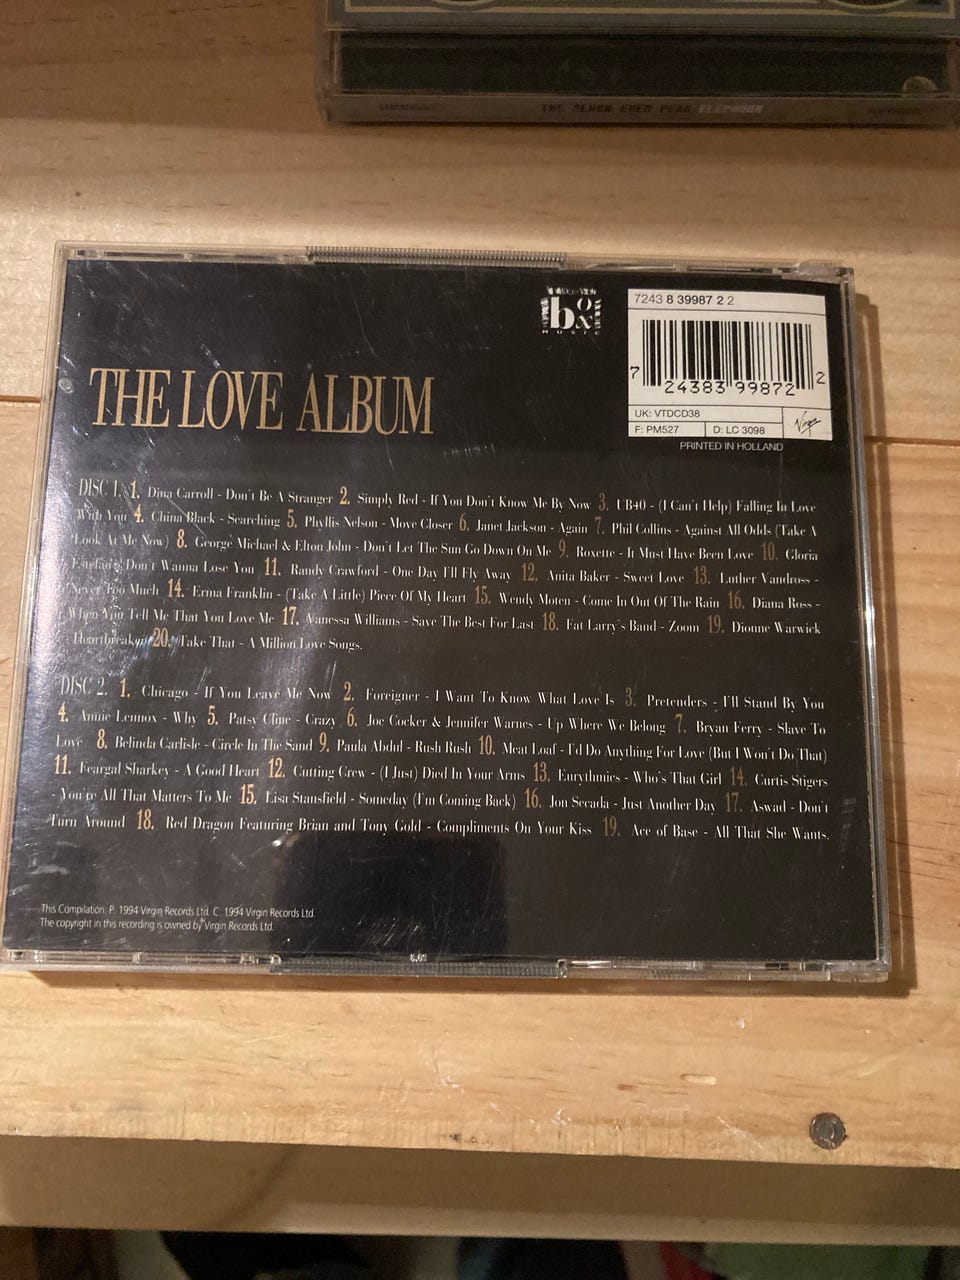 THE BLACK EYED PEAS ELEPHUNK
box
MUSIC
7243 8 39987 2 2
7 24383 99872 2
UK: VTDCD38
F: PM527 D: LC 3098
Virgin
PRINTED IN HOLLAND
THE LOVE ALBUM
DISC 1. 1. Dina Carroll - Don't Be A Stranger 2. Simply Red - If You Don't Know Me By Now 3. UB40 - (I Can't Help) Falling In Love
With You 4. China Black - Searching 5. Phyllis Nelson - Move Closer 6. Janet Jackson - Again 7. Phil Collins - Against All Odds (Take A
Look At Me Now) 8. George Michael & Elton John - Don't Let The Sun Go Down On Me 9. Roxette - It Must Have Been Love 10. Gloria
Estefan - Don't Wanna Lose You 11. Randy Crawford - One Day I'll Fly Away 12. Anita Baker - Sweet Love 13. Luther Vandross -
Never Too Much 14. Erma Franklin - (Take A Little) Piece Of My Heart 15. Wendy Moten - Come In Out Of The Rain 16. Diana Ross -
When You Tell Me That You Love Me 17. Vanessa Williams - Save The Best For Last 18. Fat Larry's Band - Zoom 19. Dionne Warwick
Heartbreaker 20. Take That - A Million Love Songs.
DISC 2. 1. Chicago - If You Leave Me Now 2. Foreigner - I Want To Know What Love Is 3. Pretenders - I'll Stand By You
4. Annie Lennox - Why 5. Patsy Cline - Crazy 6. Joe Cocker & Jennifer Warnes - Up Where We Belong 7. Bryan Ferry - Slave To
Love 8. Belinda Carlisle - Circle In The Sand 9. Paula Abdul - Rush Rush 10. Meat Loaf - I'd Do Anything For Love (But I Won't Do That)
11. Feargal Sharkey - A Good Heart 12. Cutting Crew - (I Just) Died In Your Arms 13. Eurythmics - Who's That Girl 14. Curtis Stigers
You're All That Matters To Me 15. Lisa Stansfield - Someday (I'm Coming Back) 16. Jon Secada - Just Another Day 17. Aswad - Don't
Turn Around 18. Red Dragon Featuring Brian and Tony Gold - Compliments On Your Kiss 19. Ace of Base - All That She Wants.
This Compilation: P. 1994 Virgin Records Ltd. C. 1994 Virgin Records Ltd.
The copyright in this recording is owned by Virgin Records Ltd.